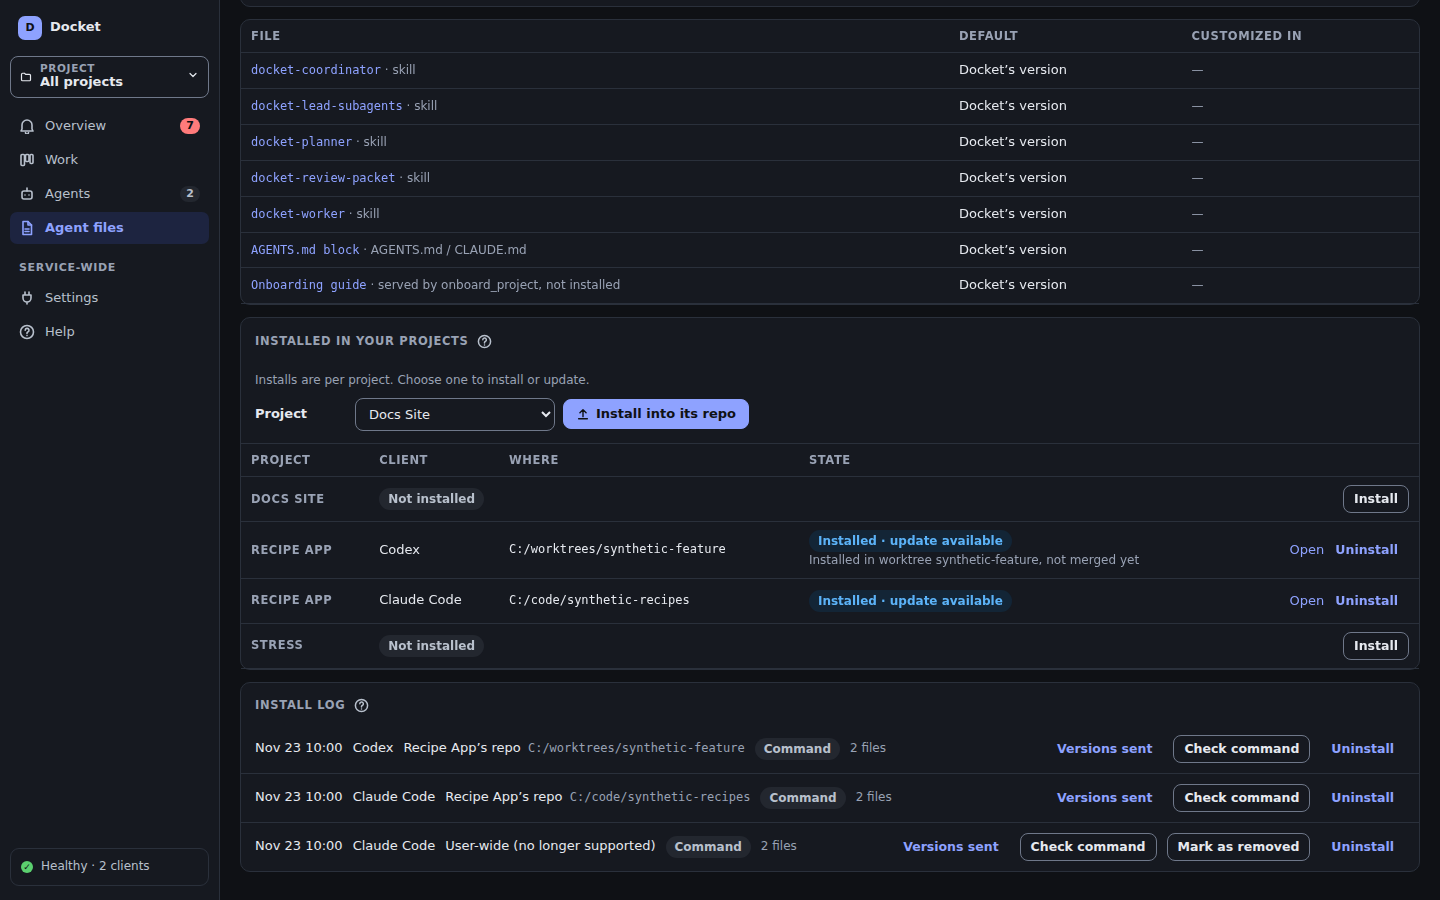 D Docket
PROJECT
All projects
Overview 7
Work
Agents 2
Agent files
SERVICE-WIDE
Settings
Help
Healthy · 2 clients
FILE DEFAULT CUSTOMIZED IN
docket-coordinator · skill Docket’s version —
docket-lead-subagents · skill Docket’s version —
docket-planner · skill Docket’s version —
docket-review-packet · skill Docket’s version —
docket-worker · skill Docket’s version —
AGENTS.md block · AGENTS.md / CLAUDE.md Docket’s version —
Onboarding guide · served by onboard_project, not installed Docket’s version —
INSTALLED IN YOUR PROJECTS
Installs are per project. Choose one to install or update.
Project Docs Site Install into its repo
PROJECT CLIENT WHERE STATE
DOCS SITE Not installed Install
RECIPE APP Codex C:/worktrees/synthetic-feature Installed · update available Open Uninstall
Installed in worktree synthetic-feature, not merged yet
RECIPE APP Claude Code C:/code/synthetic-recipes Installed · update available Open Uninstall
STRESS Not installed Install
INSTALL LOG
Nov 23 10:00 Codex Recipe App’s repo C:/worktrees/synthetic-feature Command 2 files Versions sent Check command Uninstall
Nov 23 10:00 Claude Code Recipe App’s repo C:/code/synthetic-recipes Command 2 files Versions sent Check command Uninstall
Nov 23 10:00 Claude Code User-wide (no longer supported) Command 2 files Versions sent Check command Mark as removed Uninstall